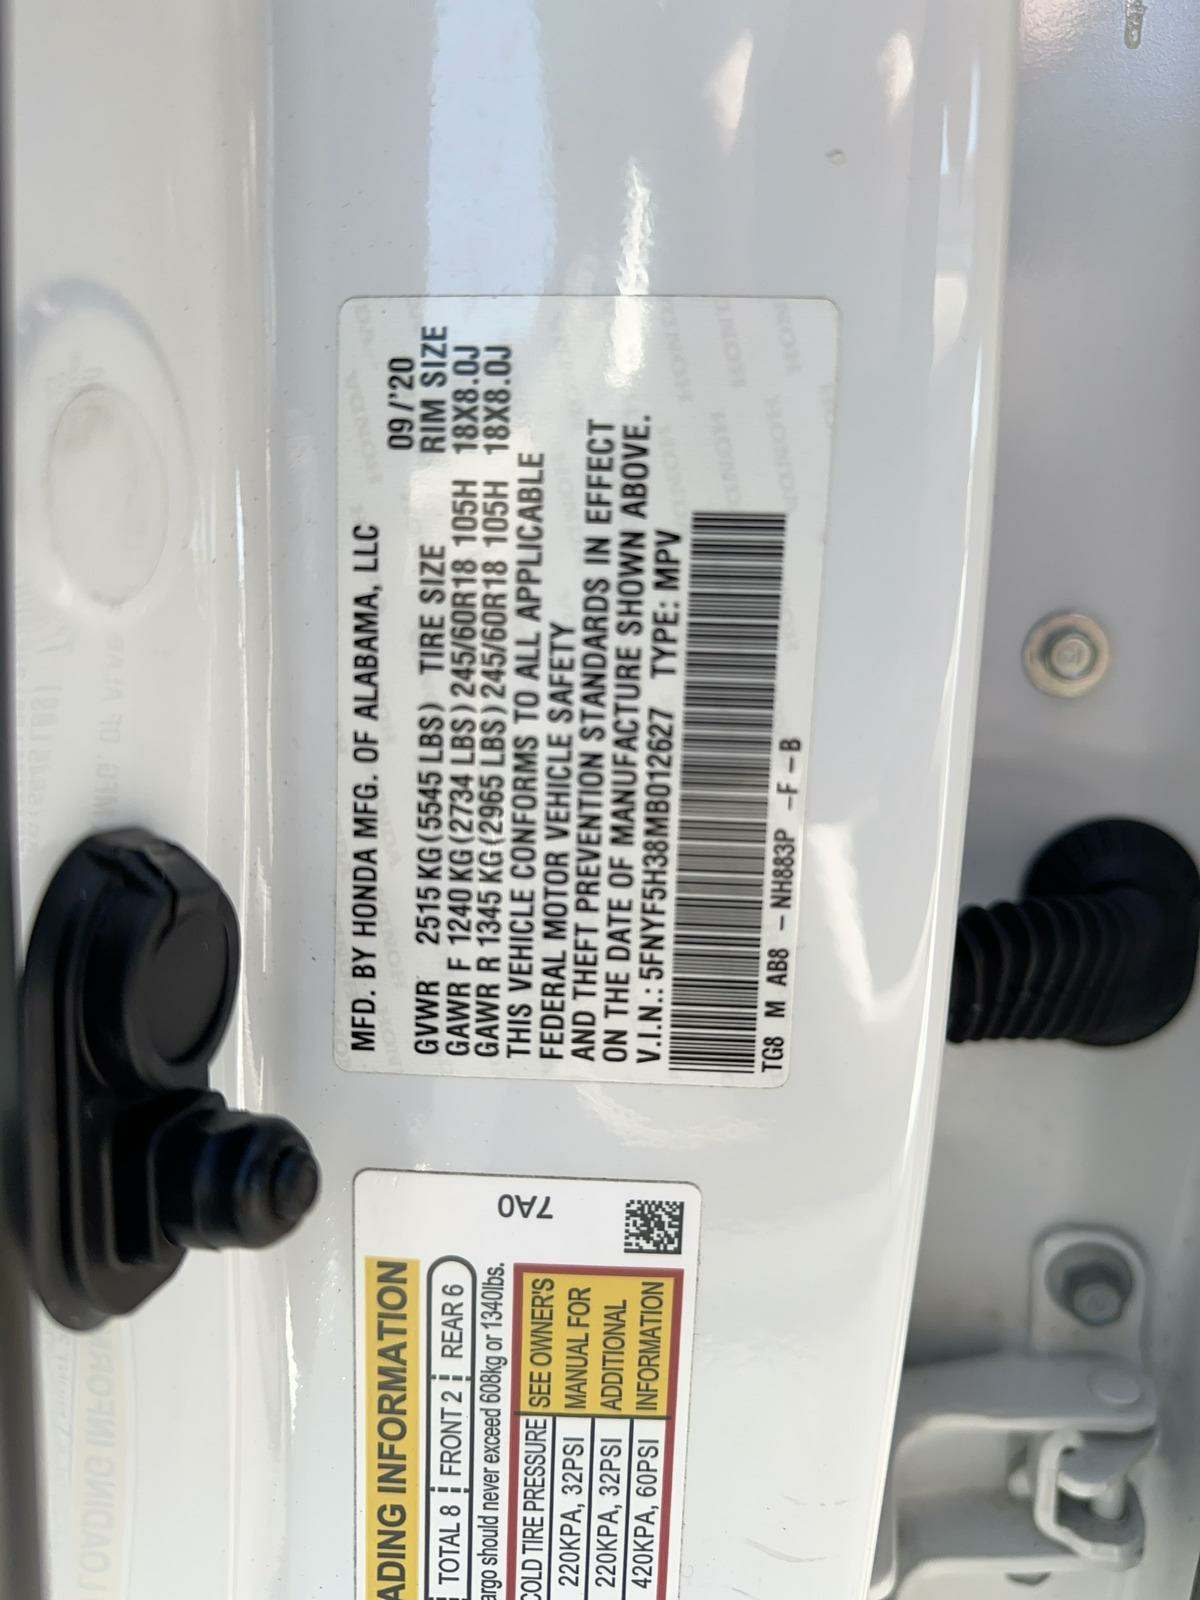 MFD. BY HONDA MFG. OF ALABAMA, LLC
09/'20
GVWR 2515 KG (5545 LBS) TIRE SIZE RIM SIZE
GAWR F 1240 KG (2734 LBS) 245/60R18 105H 18X8.0J
GAWR R 1345 KG (2965 LBS) 245/60R18 105H 18X8.0J
THIS VEHICLE CONFORMS TO ALL APPLICABLE
FEDERAL MOTOR VEHICLE SAFETY
AND THEFT PREVENTION STANDARDS IN EFFECT
ON THE DATE OF MANUFACTURE SHOWN ABOVE.
V.I.N.: 5FNYF5H38MB012627 TYPE: MPV
TG8 M AB8 -NH883P -F-B
7A0
ADING INFORMATION
TOTAL 8 FRONT 2 REAR 6
argo should never exceed 608kg or 1340lbs.
COLD TIRE PRESSURE
220KPA, 32PSI
220KPA, 32PSI
420KPA, 60PSI
SEE OWNER'S
MANUAL FOR
ADDITIONAL
INFORMATION